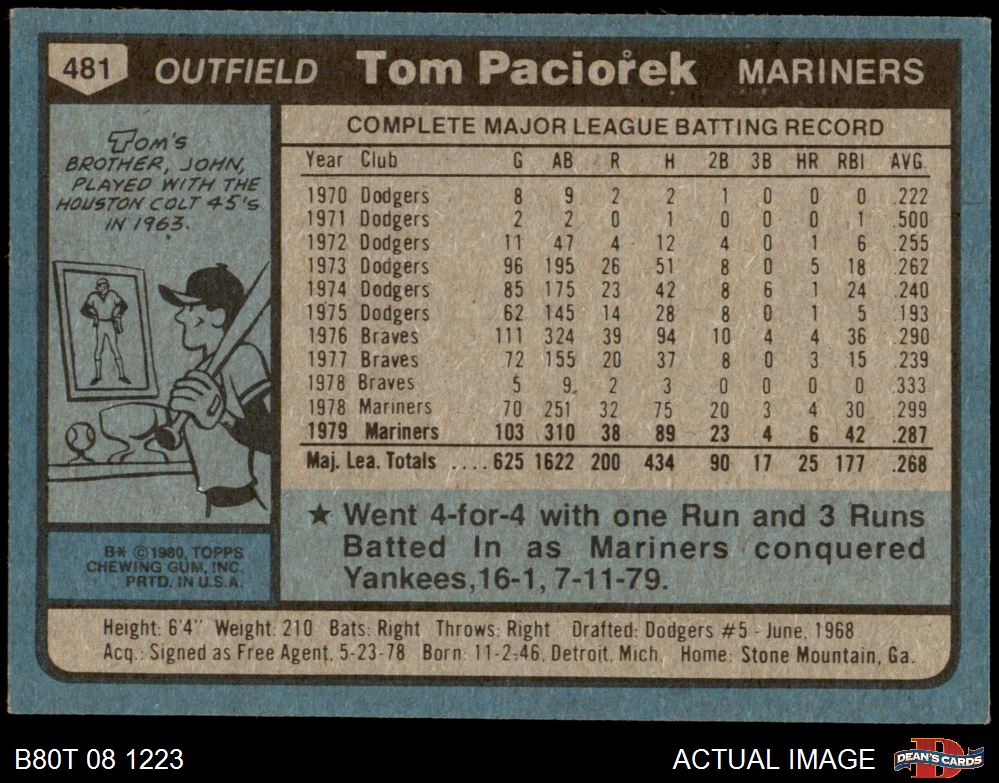 481 OUTFIELD Tom Paciorek MARINERS
TOM'S
BROTHER, JOHN,
PLAYED WITH THE
HOUSTON COLT 45'S
IN 1963.
B* ©1980, TOPPS
CHEWING GUM, INC.
PRTD. IN U.S.A.
COMPLETE MAJOR LEAGUE BATTING RECORD
Year Club G AB R H 2B 3B HR RBI AVG.
1970 Dodgers 8 9 2 2 1 0 0 0 .222
1971 Dodgers 2 2 0 1 0 0 0 1 .500
1972 Dodgers 11 47 4 12 4 0 1 6 .255
1973 Dodgers 96 195 26 51 8 0 5 18 .262
1974 Dodgers 85 175 23 42 8 6 1 24 .240
1975 Dodgers 62 145 14 28 8 0 1 5 .193
1976 Braves 111 324 39 94 10 4 4 36 .290
1977 Braves 72 155 20 37 8 0 3 15 .239
1978 Braves 5 9 2 3 0 0 0 0 .333
1978 Mariners 70 251 32 75 20 3 4 30 .299
1979 Mariners 103 310 38 89 23 4 6 42 .287
Maj. Lea. Totals ....625 1622 200 434 90 17 25 177 .268
★ Went 4-for-4 with one Run and 3 Runs
Batted In as Mariners conquered
Yankees,16-1, 7-11-79.
Height: 6'4" Weight: 210 Bats: Right Throws: Right Drafted: Dodgers #5 - June, 1968
Acq.: Signed as Free Agent, 5-23-78 Born: 11-2-46, Detroit, Mich. Home: Stone Mountain, Ga.
B80T 08 1223 ACTUAL IMAGE D DEAN'S CARDS